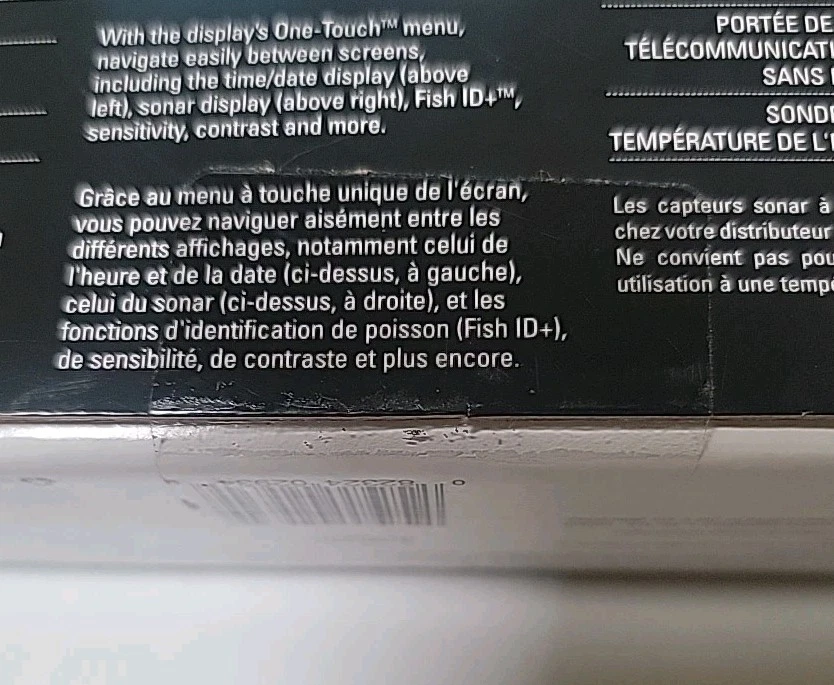 With the display's One-Touch™ menu,
navigate easily between screens,
including the time/date display (above
left), sonar display (above right), Fish ID+™,
sensitivity, contrast and more.
Grâce au menu à touche unique de l'écran,
vous pouvez naviguer aisément entre les
différents affichages, notamment celui de
l'heure et de la date (ci-dessus, à gauche),
celui du sonar (ci-dessus, à droite), et les
fonctions d'identification de poisson (Fish ID+),
de sensibilité, de contraste et plus encore.
PORTÉE DE
TÉLÉCOMMUNICATI
SANS
SONDE
TEMPÉRATURE DE L'
Les capteurs sonar à
chez votre distributeur
Ne convient pas pou
utilisation à une tempé